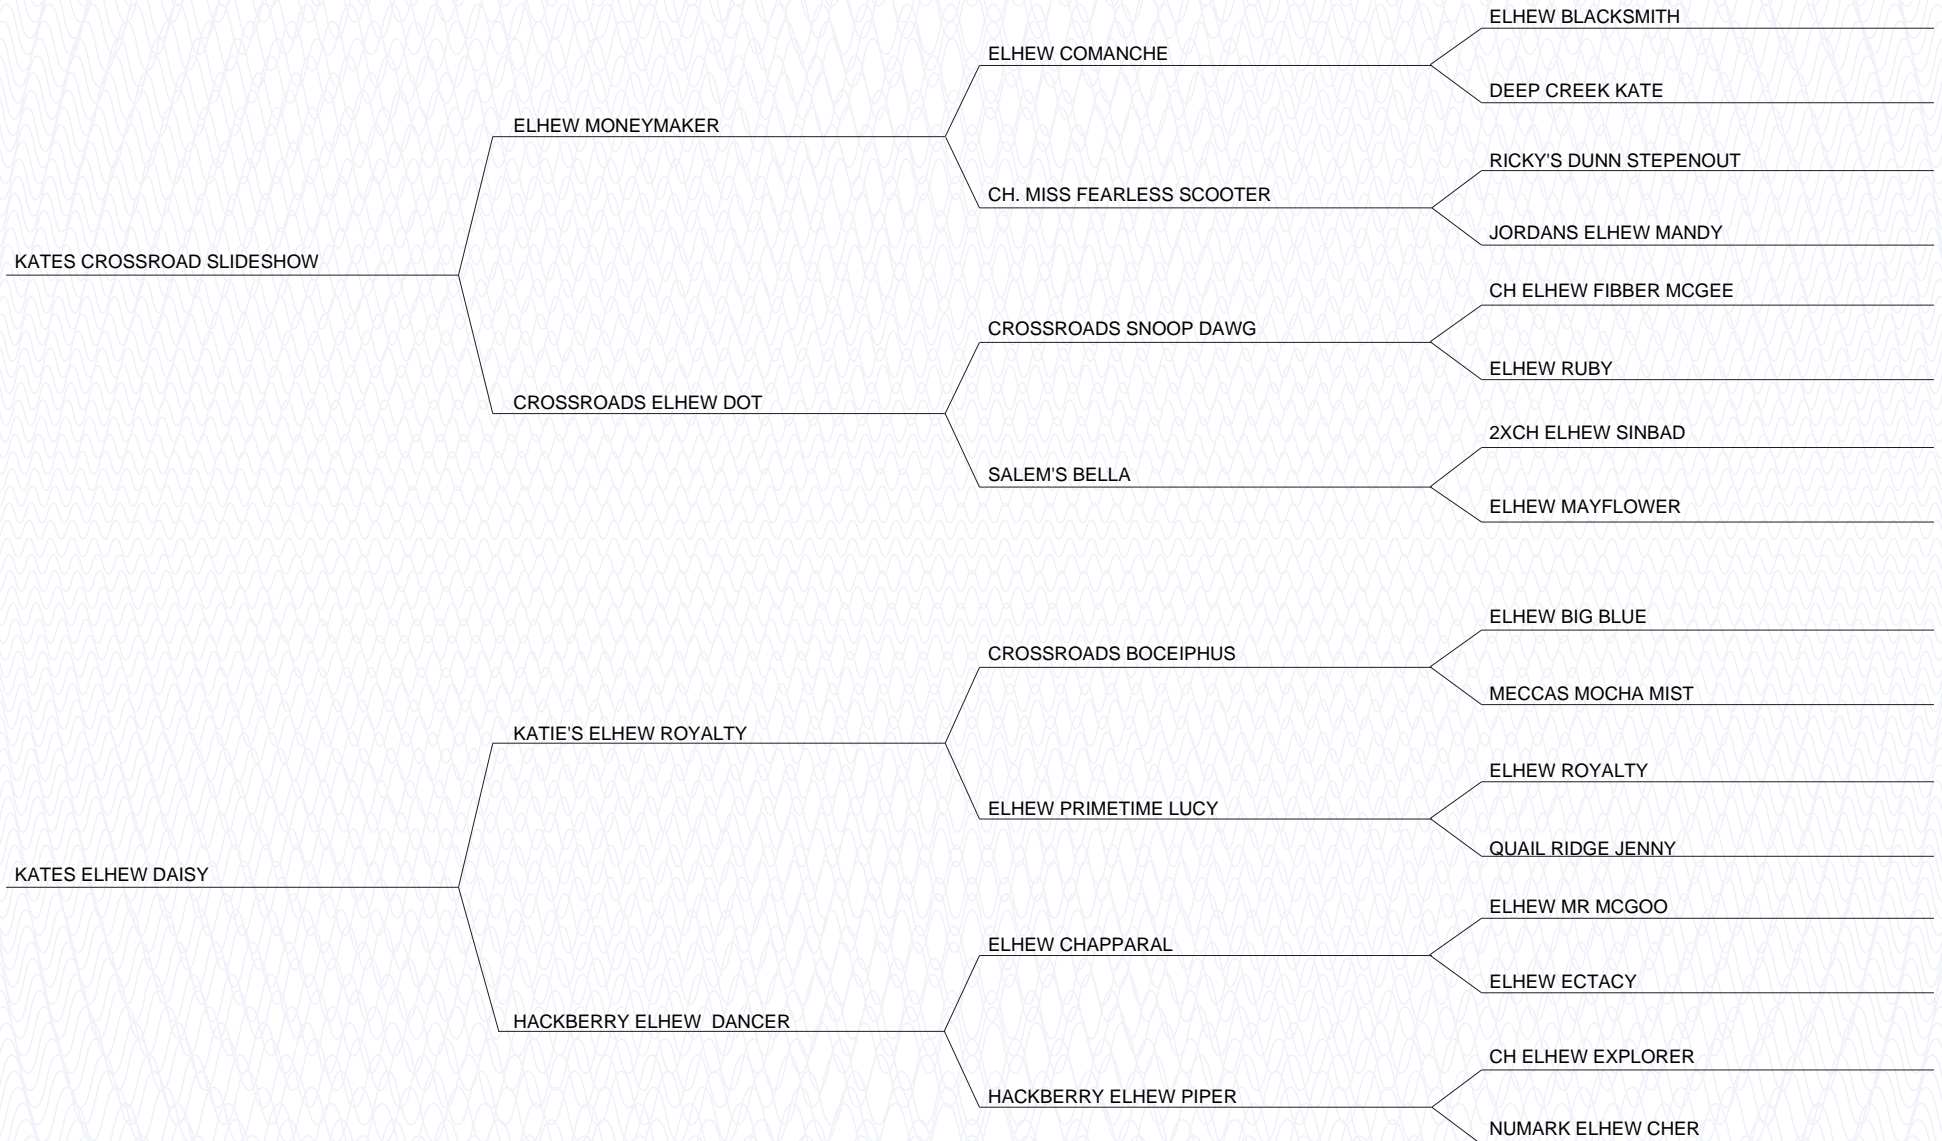 ELHEW BLACKSMITH
ELHEW COMANCHE
DEEP CREEK KATE
ELHEW MONEYMAKER
RICKY'S DUNN STEPENOUT
CH. MISS FEARLESS SCOOTER
JORDANS ELHEW MANDY
KATES CROSSROAD SLIDESHOW
CH ELHEW FIBBER MCGEE
CROSSROADS SNOOP DAWG
ELHEW RUBY
CROSSROADS ELHEW DOT
2XCH ELHEW SINBAD
SALEM'S BELLA
ELHEW MAYFLOWER
ELHEW BIG BLUE
CROSSROADS BOCEIPHUS
MECCAS MOCHA MIST
KATIE'S ELHEW ROYALTY
ELHEW ROYALTY
ELHEW PRIMETIME LUCY
QUAIL RIDGE JENNY
KATES ELHEW DAISY
ELHEW MR MCGOO
ELHEW CHAPPARAL
ELHEW ECTACY
HACKBERRY ELHEW  DANCER
CH ELHEW EXPLORER
HACKBERRY ELHEW PIPER
NUMARK ELHEW CHER